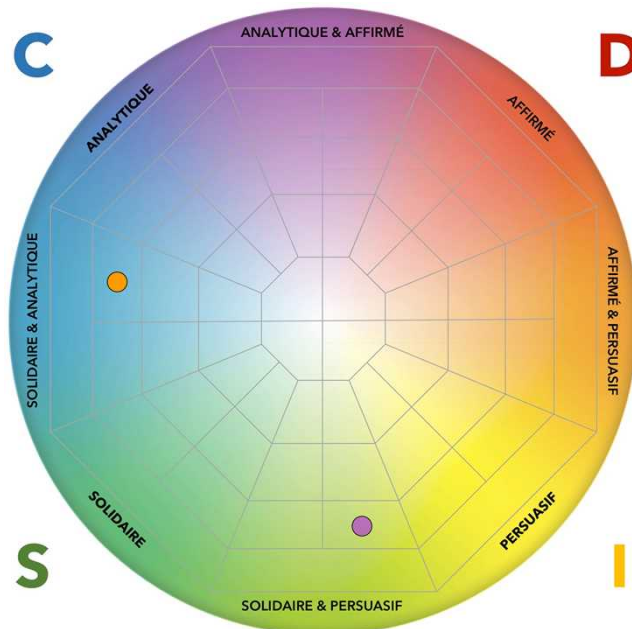 C
ANALYTIQUE & AFFIRMÉ
D
ANALYTIQUE
AFFIRMÉ
SOLIDAIRE & ANALYTIQUE
AFFIRMÉ & PERSUASIF
SOLIDAIRE
PERSUASIF
S
SOLIDAIRE & PERSUASIF
I